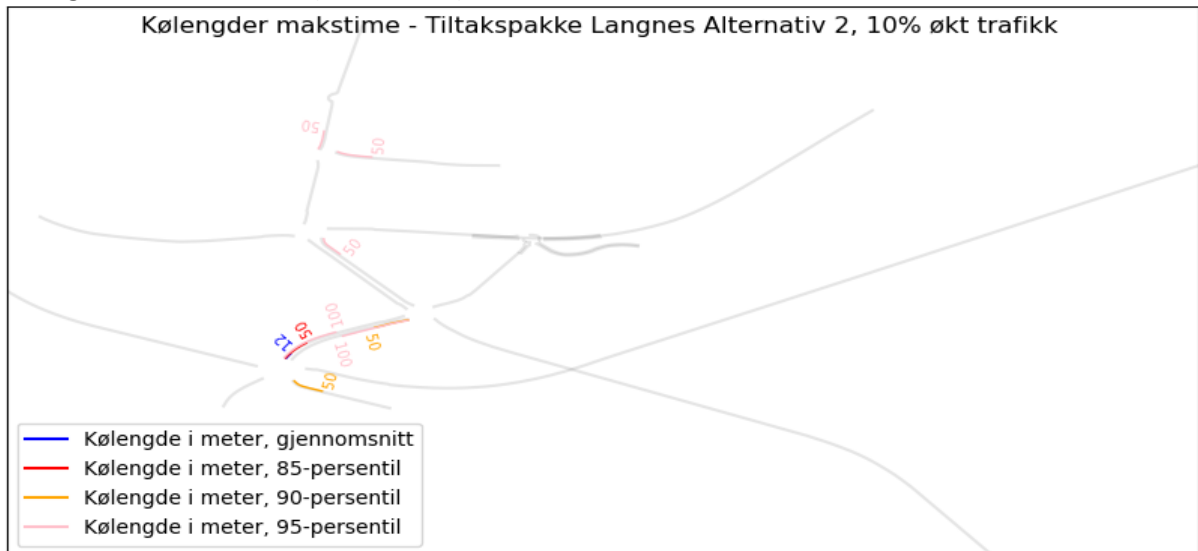 Kølengder makstime - Tiltakspakke Langnes Alternativ 2, 10% økt trafikk
50
50
50
100
50
12
50
100
50
Kølengde i meter, gjennomsnitt
Kølengde i meter, 85-persentil
Kølengde i meter, 90-persentil
Kølengde i meter, 95-persentil